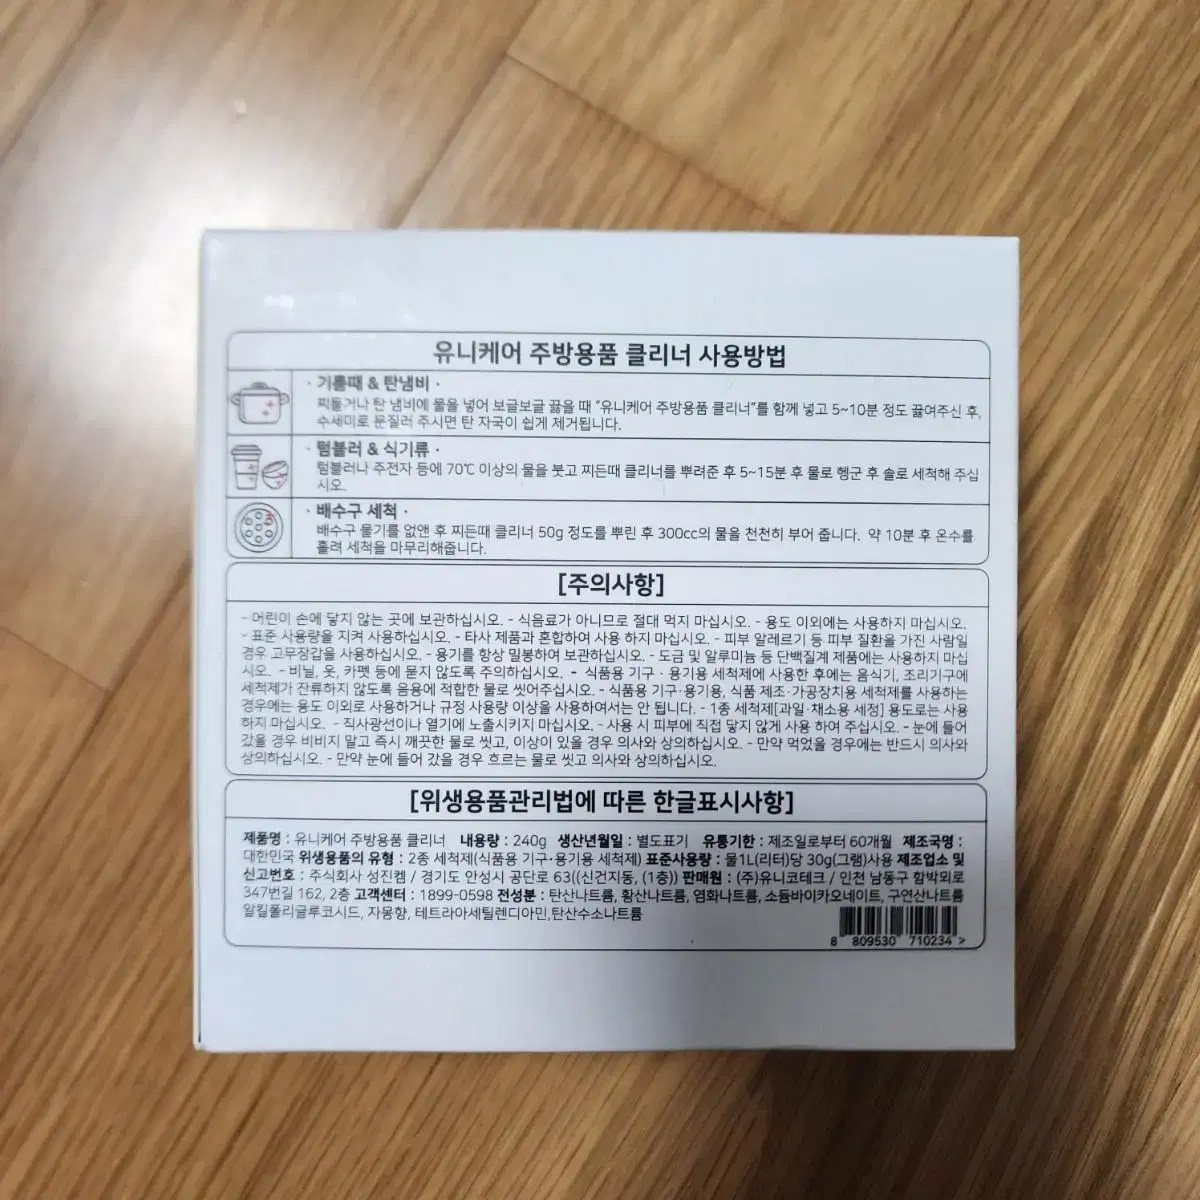 유니케어 주방용품 클리너 사용방법
· 기름때 & 탄냄비 ·
찌들거나 탄 냄비에 물을 넣어 보글보글 끓을 때 "유니케어 주방용품 클리너"를 함께 넣고 5~10분 정도 끓여주신 후,
수세미로 문질러 주시면 탄 자국이 쉽게 제거됩니다.
· 텀블러 & 식기류 ·
텀블러나 주전자 등에 70℃ 이상의 물을 붓고 찌든때 클리너를 뿌려준 후 5~15분 후 물로 헹군 후 솔로 세척해 주십
시오.
· 배수구 세척 ·
배수구 물기를 없앤 후 찌든때 클리너 50g 정도를 뿌린 후 300cc의 물을 천천히 부어 줍니다. 약 10분 후 온수를
흘려 세척을 마무리해줍니다.
[주의사항]
- 어린이 손에 닿지 않는 곳에 보관하십시오. - 식음료가 아니므로 절대 먹지 마십시오. - 용도 이외에는 사용하지 마십시오.
- 표준 사용량을 지켜 사용하십시오. - 타사 제품과 혼합하여 사용 하지 마십시오. - 피부 알레르기 등 피부 질환을 가진 사람일
경우 고무장갑을 사용하십시오. - 용기를 항상 밀봉하여 보관하십시오. - 도금 및 알루미늄 등 단백질계 제품에는 사용하지 마십
시오. - 비닐, 옷, 카펫 등에 묻지 않도록 주의하십시오. - 식품용 기구 · 용기용 세척제에 사용한 후에는 음식기, 조리기구에
세척제가 잔류하지 않도록 음용에 적합한 물로 씻어주십시오. - 식품용 기구·용기용, 식품 제조·가공장치용 세척제를 사용하는
경우에는 용도 이외로 사용하거나 규정 사용량 이상을 사용하여서는 안 됩니다. - 1종 세척제[과일·채소용 세정] 용도로는 사용
하지 마십시오. - 직사광선이나 열기에 노출시키지 마십시오. - 사용 시 피부에 직접 닿지 않게 사용 하여 주십시오. - 눈에 들어
갔을 경우 비비지 말고 즉시 깨끗한 물로 씻고, 이상이 있을 경우 의사와 상의하십시오. - 만약 먹었을 경우에는 반드시 의사와
상의하십시오. - 만약 눈에 들어 갔을 경우 흐르는 물로 씻고 의사와 상의하십시오.
[위생용품관리법에 따른 한글표시사항]
제품명 : 유니케어 주방용품 클리너 내용량 : 240g 생산년월일 : 별도표기 유통기한 : 제조일로부터 60개월 제조국명 :
대한민국 위생용품의 유형 : 2종 세척제(식품용 기구·용기용 세척제) 표준사용량 : 물1L(리터)당 30g(그램)사용 제조업소 및
신고번호 : 주식회사 성진켐 / 경기도 안성시 공단로 63((신건지동, (1층)) 판매원 : (주)유니코테크 / 인천 남동구 함박뫼로
347번길 162, 2층 고객센터 : 1899-0598 전성분 : 탄산나트륨, 황산나트륨, 염화나트륨, 소듐바이카오네이트, 구연산나트륨
알킬폴리글루코시드, 자몽향, 테트라아세틸렌디아민,탄산수소나트륨
8 809530 710234 >